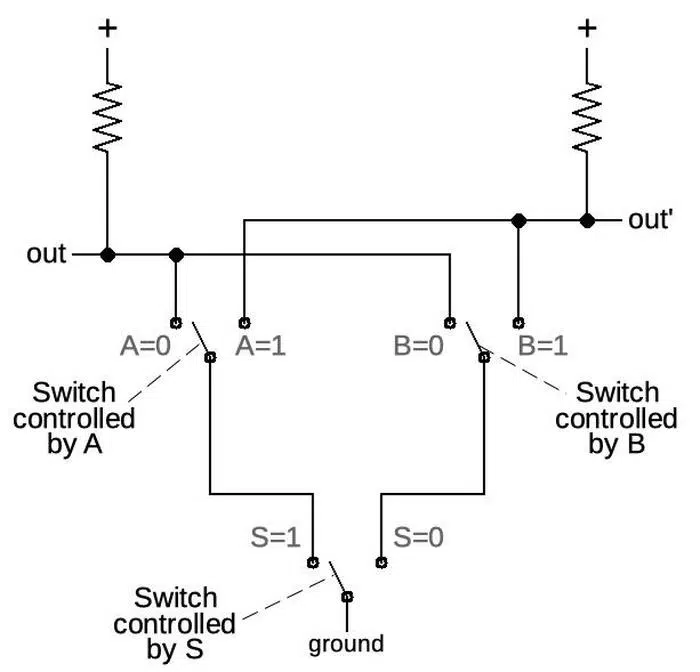 + +
out'
out
A=0 A=1 B=0 B=1
Switch
controlled
by A
Switch
controlled
by B
S=1 S=0
Switch
controlled
by S
ground